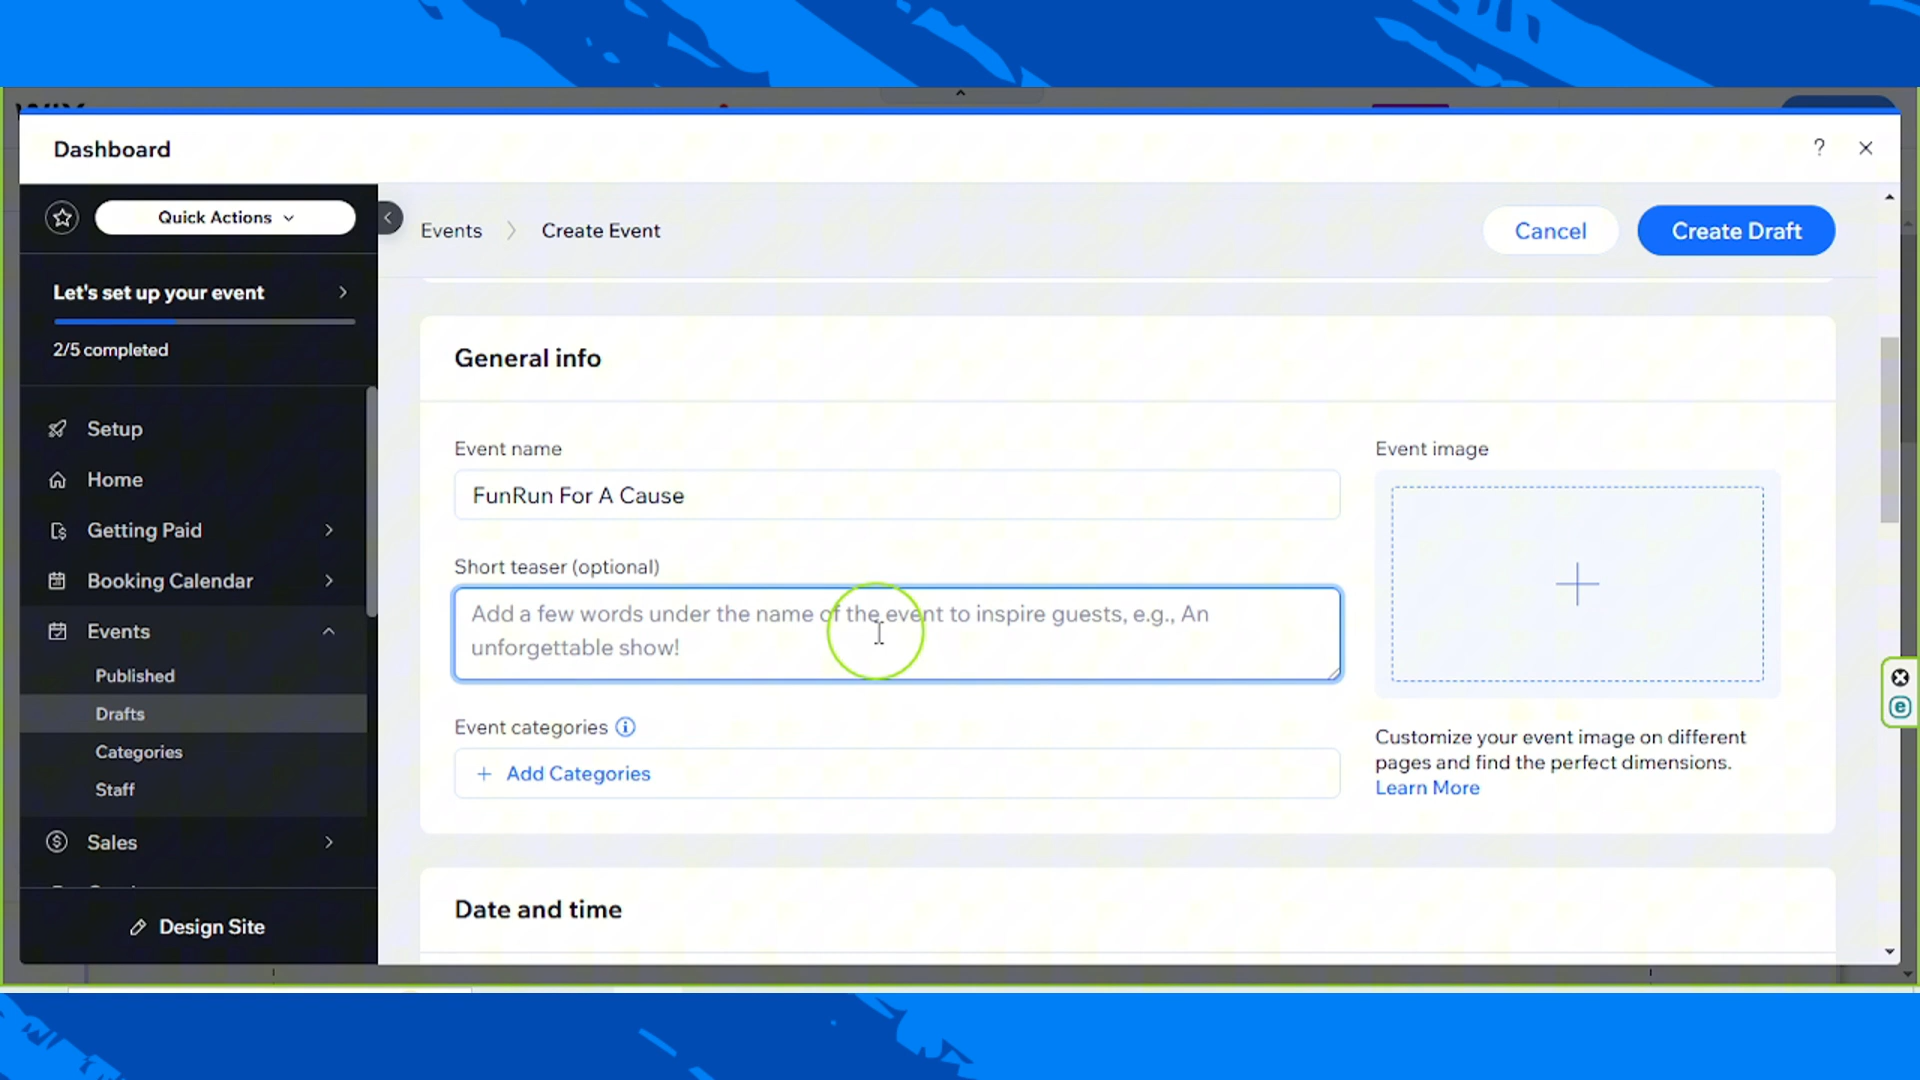 Dashboard
?
Quick Actions
Events
Create Event
Cancel
Create Draft
Let's set up your event
2/5 completed
General info
Setup
Event name
Event image
Home
FunRun For A Cause
Getting Paid
Short teaser (optional)
Booking Calendar
Add a few words under the name of the event to inspire guests, e.g., An
unforgettable show!
Events
Published
Drafts
Event categories
Customize your event image on different
pages and find the perfect dimensions.
Learn More
Categories
+ Add Categories
Staff
Sales
Date and time
Design Site